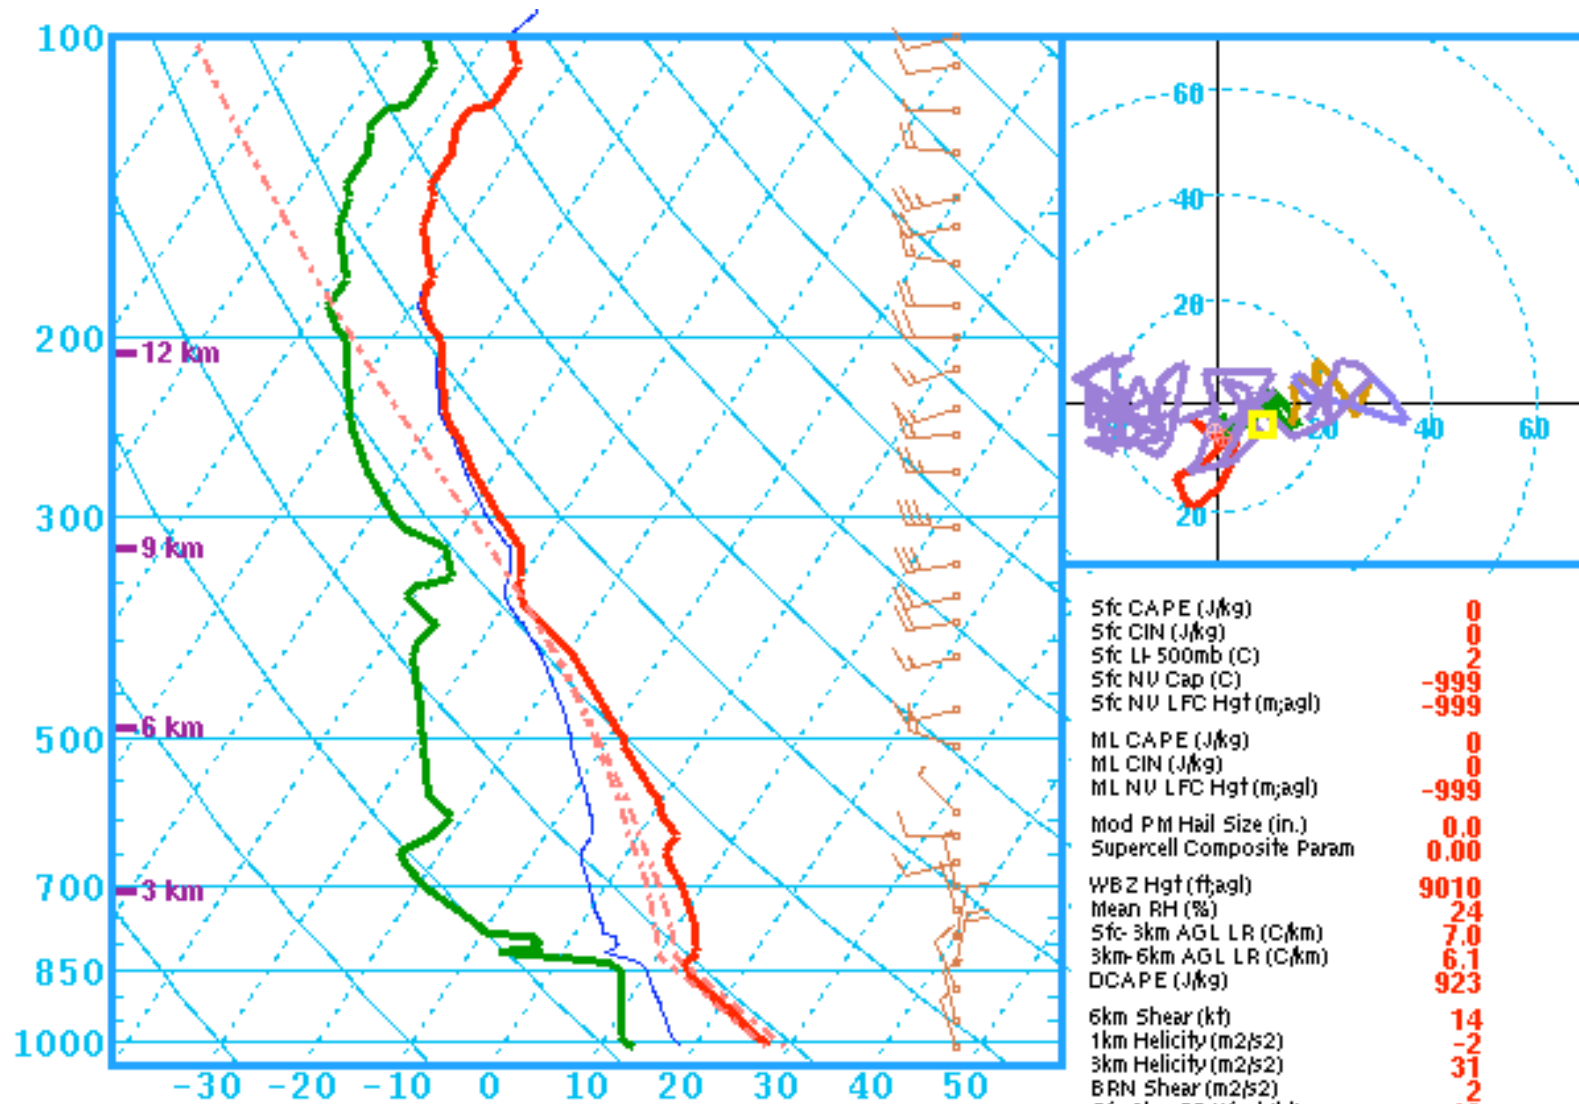 100
200
300
500
700
850
1000
12 km
9 km
6 km
3 km
-30 -20 -10 0 10 20 30 40 50
60
40
20
20 40 60
20
Sfc CAPE (J/kg) 0
Sfc CIN (J/kg) 0
Sfc LI-500mb (C) 2
Sfc NV Cap (C) -999
Sfc NV LFC Hgt (m;agl) -999
ML CAPE (J/kg) 0
ML CIN (J/kg) 0
ML NV LFC Hgt (m;agl) -999
Mod PM Hail Size (in.) 0.0
Supercell Composite Param 0.00
WBZ Hgt (ft;agl) 9010
Mean RH (%) 24
Sfc-3km AGL LR (C/km) 7.0
3km-6km AGL LR (C/km) 6.1
DCAPE (J/kg) 923
6km Shear (kt) 14
1km Helicity (m2/s2) -2
3km Helicity (m2/s2) 31
BRN Shear (m2/s2) 2